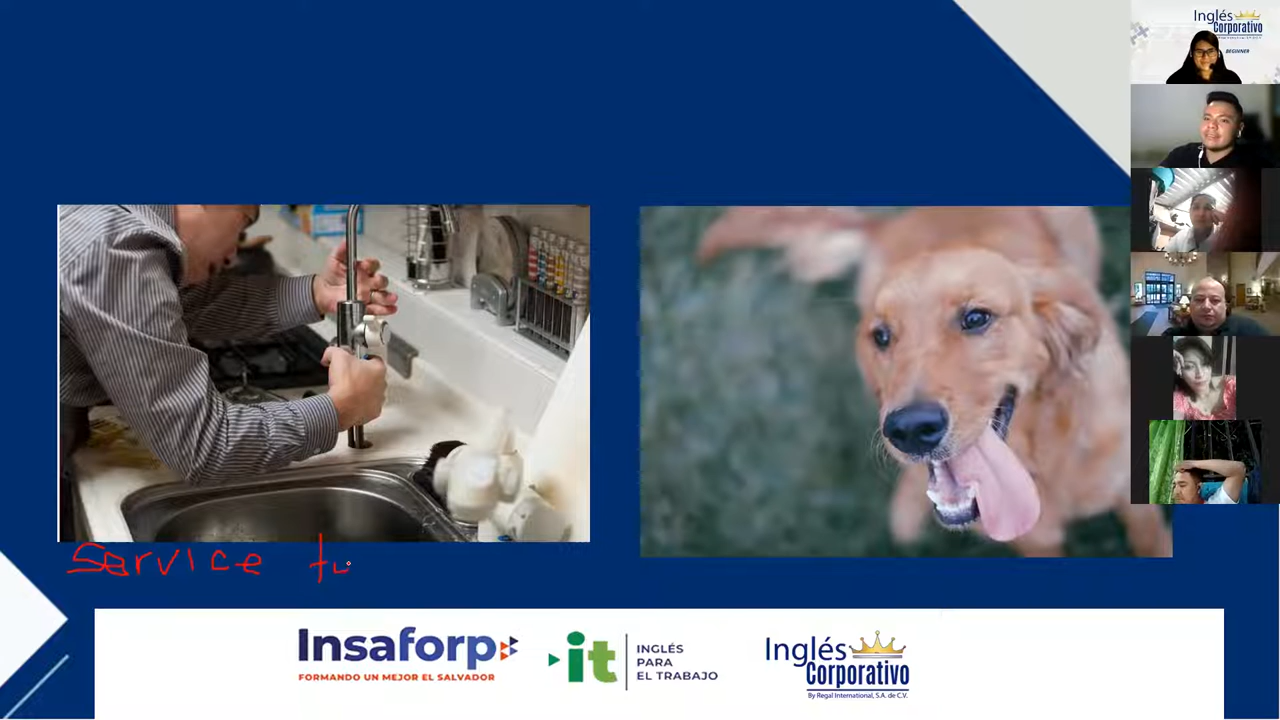 Inglés
Corporativo
BEGINNER
Service tu
Insaforp
FORMANDO UN MEJOR EL SALVADOR
it
INGLÉS
PARA
EL TRABAJO
Inglés
Corporativo
By Regal International, S.A. de C.V.